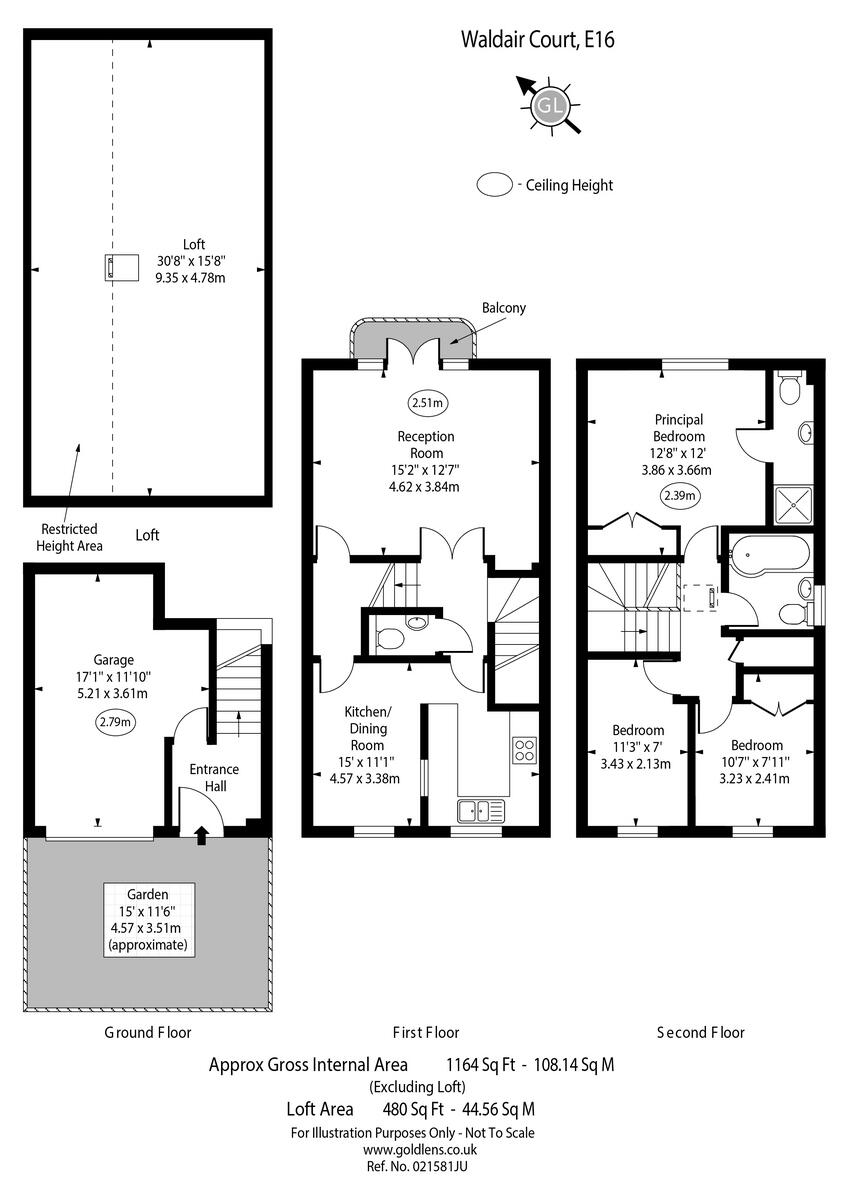 Waldair Court, E16
GL
- Ceiling Height
Loft
30'8" x 15'8"
9.35 x 4.78m
Restricted
Height Area
Loft
Balcony
2.51m
Reception
Room
15'2" x 12'7"
4.62 x 3.84m
Principal
Bedroom
12'8" x 12'
3.86 x 3.66m
2.39m
Garage
17'1" x 11'10"
5.21 x 3.61m
2.79m
Entrance
Hall
Kitchen/
Dining
Room
15' x 11'1"
4.57 x 3.38m
Bedroom
11'3" x 7'
3.43 x 2.13m
Bedroom
10'7" x 7'11"
3.23 x 2.41m
Garden
15' x 11'6"
4.57 x 3.51m
(approximate)
Ground Floor
First Floor
Second Floor
Approx Gross Internal Area 1164 Sq Ft - 108.14 Sq M
(Excluding Loft)
Loft Area 480 Sq Ft - 44.56 Sq M
For Illustration Purposes Only - Not To Scale
www.goldlens.co.uk
Ref. No. 021581JU